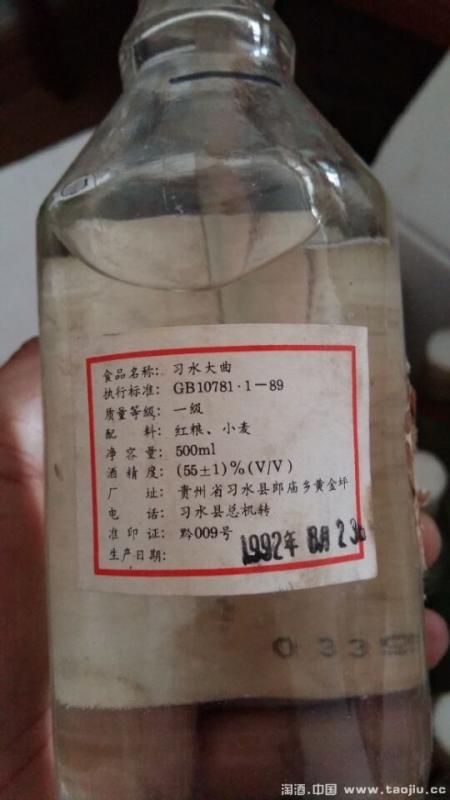 食品名称：习水大曲
执行标准：GB10781·1－89
质量等级：一级
配　料：红粮、小麦
净 容 量：500ml
酒 精 度：(55±1)%(V/V)
厂　址：贵州省习水县郎庙乡黄金坪
电　话：习水县总机转
准 印 证：黔009号
生产日期：1992年 8月 23
033
淘酒.中国 www.taojiu.cc